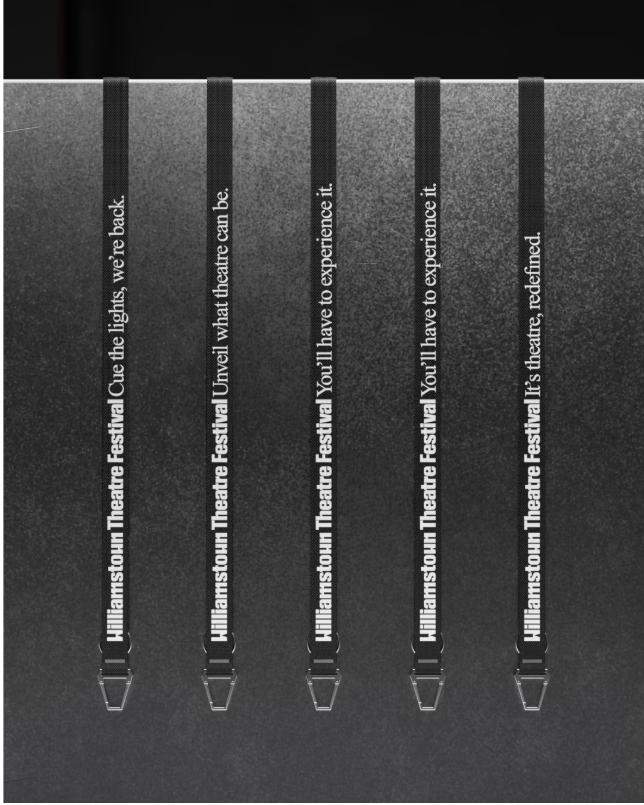 Williamstown Theatre Festival Cue the lights, we're back.
Williamstown Theatre Festival Unveil what theatre can be.
Williamstown Theatre Festival You'll have to experience it.
Williamstown Theatre Festival You'll have to experience it.
Williamstown Theatre Festival It's theatre, redefined.